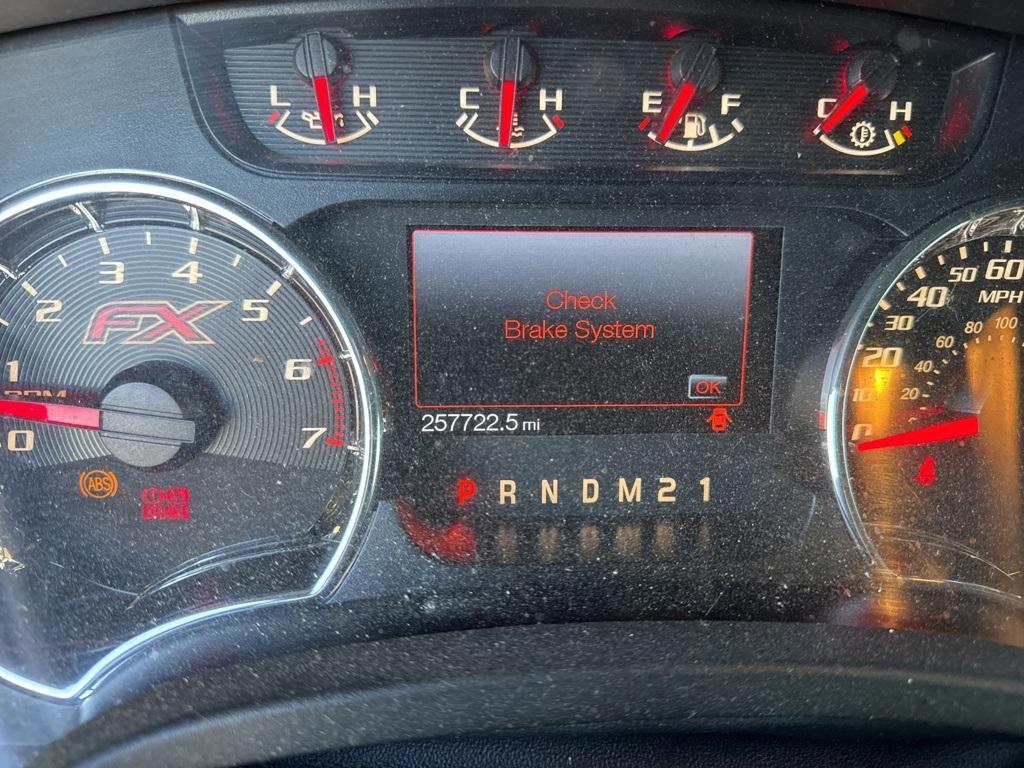 L H C H E F C H
Check
Brake System
OK
257722.5 mi
P R N D M 2 1
0 1 2 3 4 5 6 7
RPM
FX
ABS
BRAKE
0 10 20 30 40 50 60
MPH
20 40 60 80 100